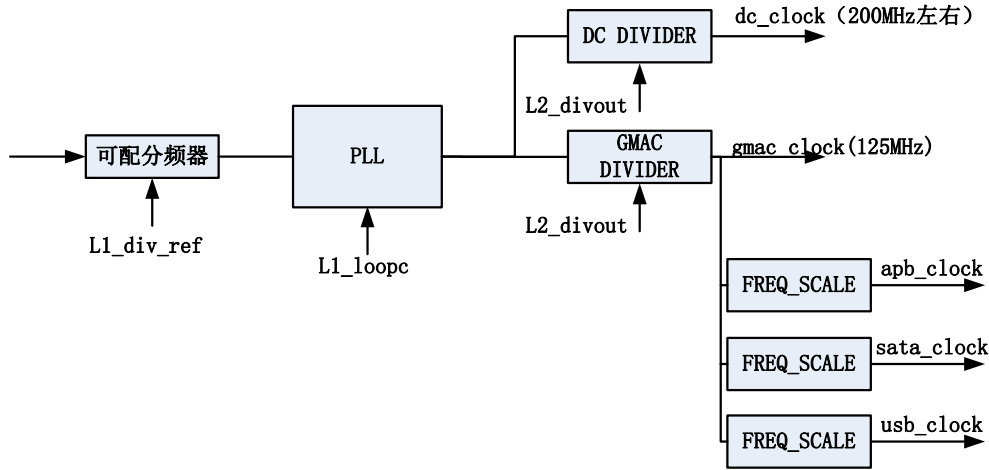 dc_clock（200MHz左右）
DC DIVIDER
L2_divout
可配分频器
PLL
GMAC
DIVIDER
gmac_clock(125MHz)
L2_divout
L1_div_ref
L1_loopc
FREQ_SCALE
apb_clock
FREQ_SCALE
sata_clock
FREQ_SCALE
usb_clock